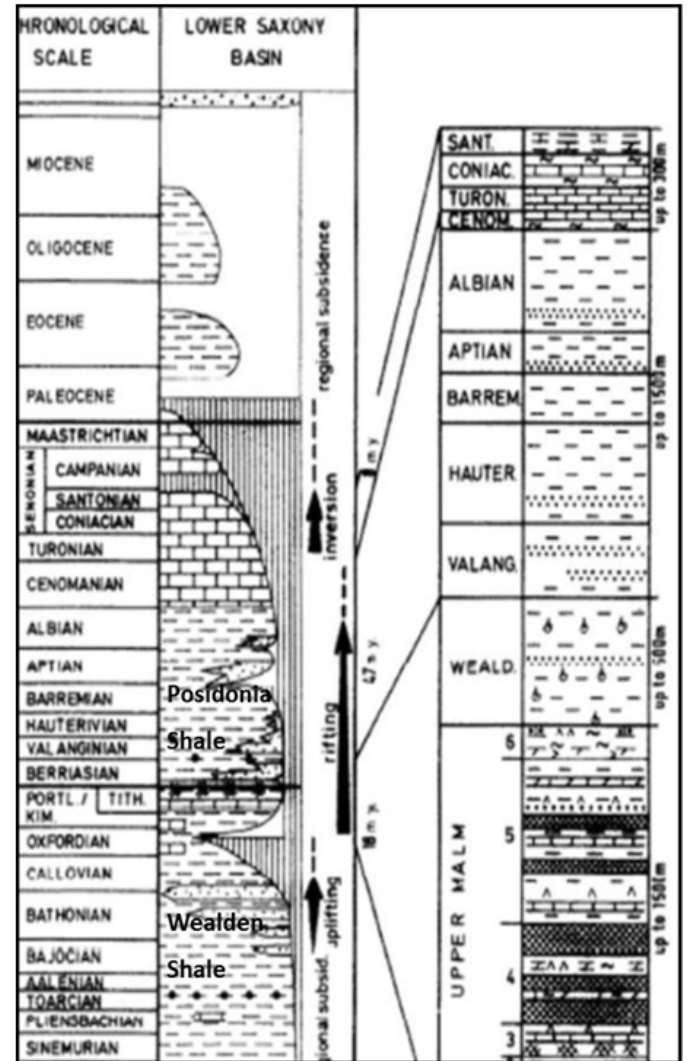 HRONOLOGICAL
SCALE
LOWER SAXONY
BASIN
MIOCENE
OLIGOCENE
EOCENE
PALEOCENE
MAASTRICHTIAN
SENONIAN
CAMPANIAN
SANTONIAN
CONIACIAN
TURONIAN
CENOMANIAN
ALBIAN
APTIAN
BARREMIAN
HAUTERIVIAN
VALANGINIAN
BERRIASIAN
PORTL./
KIM.
TITH.
OXFORDIAN
CALLOVIAN
BATHONIAN
BAJOCIAN
AALENIAN
TOARCIAN
PLIENSBACHIAN
SINEMURIAN
Posidonia
Shale
Wealden
Shale
regional subsidence
inversion
rifting
uplifting
ional subsid.
m y
47 m.y.
18 m.y.
SANT.
CONIAC.
TURON.
CENOM.
ALBIAN
APTIAN
BARREM.
HAUTER.
VALANG.
WEALD.
UPPER MALM
6
5
4
3
up to 300m
up to 1500m
up to 500m
up to 1500m